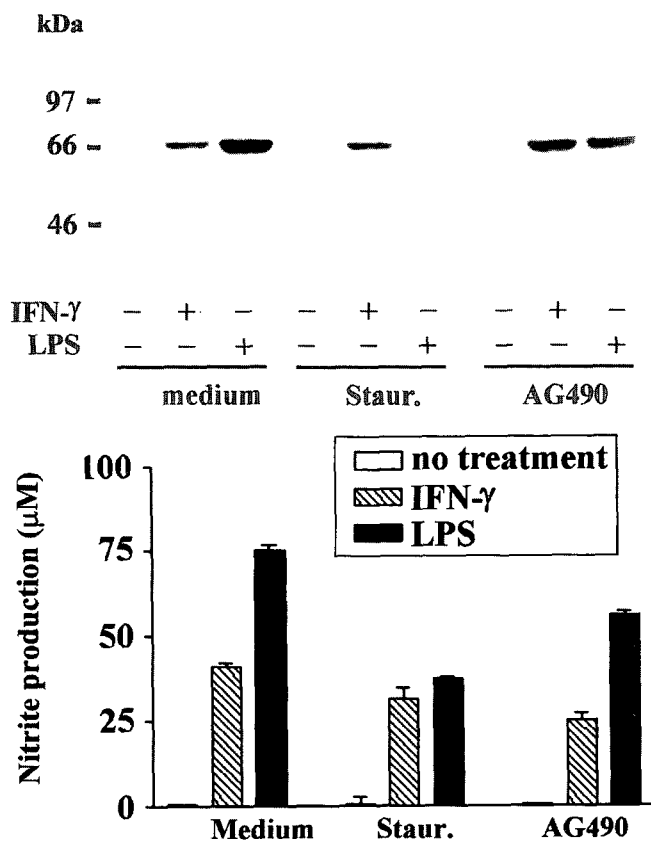 kDa
97 -
66 -
46 -
IFN-γ - + - - + - - + -
LPS - - + - - + - - +
medium Staur. AG490
Nitrite production (μM)
100
75
50
25
0
no treatment
IFN-γ
LPS
Medium Staur. AG490